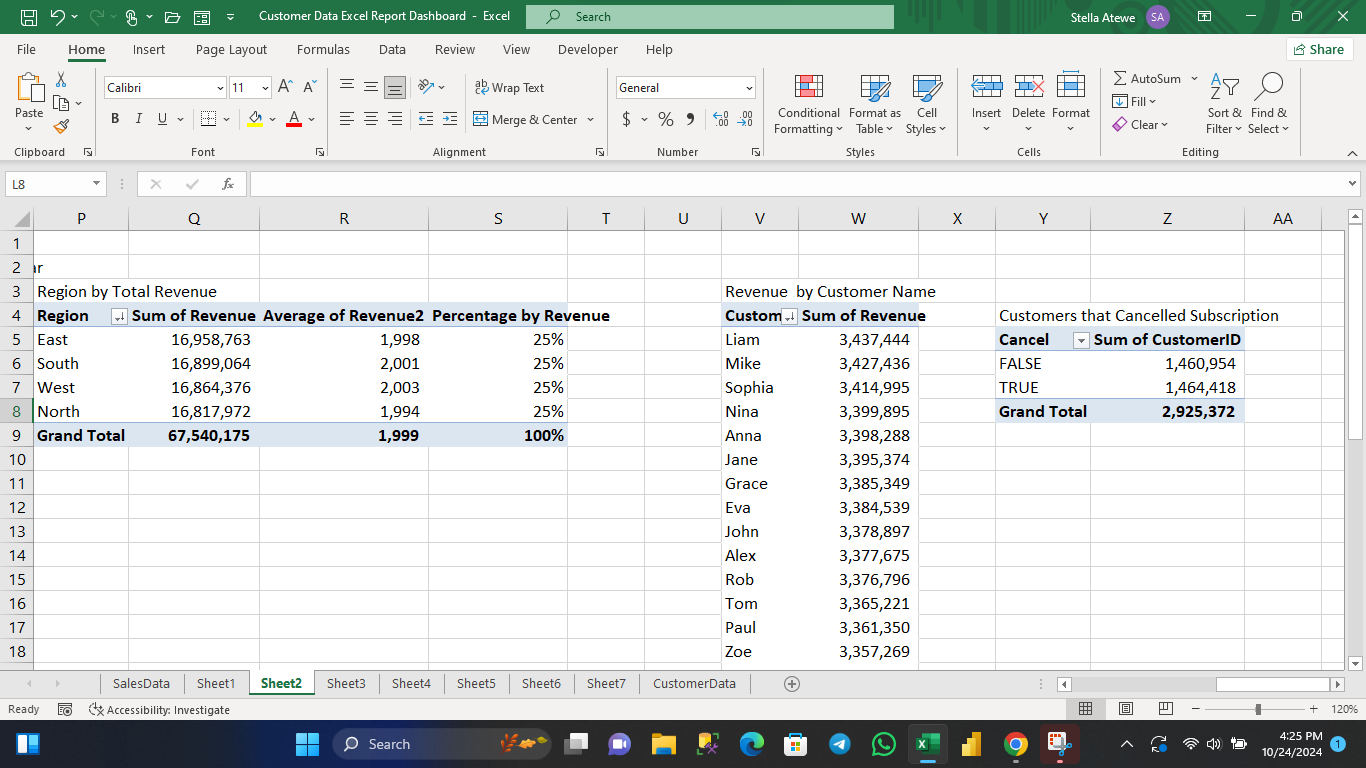 Customer Data Excel Report Dashboard - Excel
Search
Stella Atewe
SA
File Home Insert Page Layout Formulas Data Review View Developer Help
Share
Paste
Calibri
11
B I U
Wrap Text
Merge & Center
General
$ % 9
Conditional Formatting
Format as Table
Cell Styles
Insert
Delete
Format
AutoSum
Fill
Clear
Sort & Filter
Find & Select
Clipboard Font Alignment Number Styles Cells Editing
L8
fx
P Q R S T U V W X Y Z AA
1
2 ar
3 Region by Total Revenue Revenue by Customer Name
4 Region Sum of Revenue Average of Revenue2 Percentage by Revenue Custom Sum of Revenue Customers that Cancelled Subscription
5 East 16,958,763 1,998 25% Liam 3,437,444 Cancel Sum of CustomerID
6 South 16,899,064 2,001 25% Mike 3,427,436 FALSE 1,460,954
7 West 16,864,376 2,003 25% Sophia 3,414,995 TRUE 1,464,418
8 North 16,817,972 1,994 25% Nina 3,399,895 Grand Total 2,925,372
9 Grand Total 67,540,175 1,999 100% Anna 3,398,288
10 Jane 3,395,374
11 Grace 3,385,349
12 Eva 3,384,539
13 John 3,378,897
14 Alex 3,377,675
15 Rob 3,376,796
16 Tom 3,365,221
17 Paul 3,361,350
18 Zoe 3,357,269
SalesData Sheet1 Sheet2 Sheet3 Sheet4 Sheet5 Sheet6 Sheet7 CustomerData
Ready
Accessibility: Investigate
120%
Search
4:25 PM
10/24/2024
1